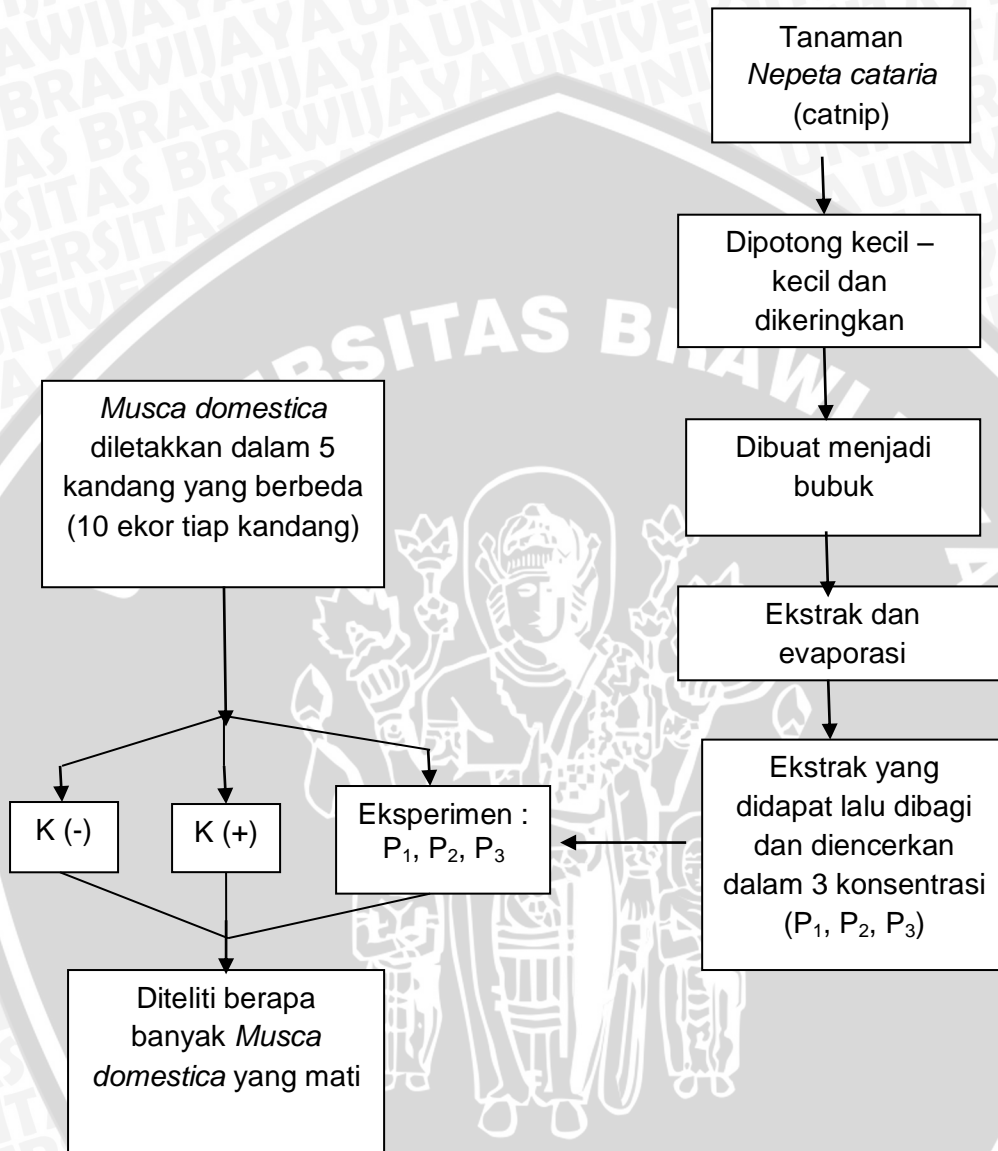 Tanaman
Nepeta cataria
(catnip)
Dipotong kecil –
kecil dan
dikeringkan
Dibuat menjadi
bubuk
Ekstrak dan
evaporasi
Ekstrak yang
didapat lalu dibagi
dan diencerkan
dalam 3 konsentrasi
(P₁, P₂, P₃)
Musca domestica
diletakkan dalam 5
kandang yang berbeda
(10 ekor tiap kandang)
K (-)
K (+)
Eksperimen :
P₁, P₂, P₃
Diteliti berapa
banyak Musca
domestica yang mati